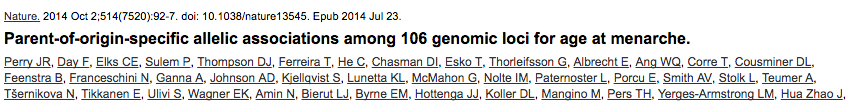 Nature. 2014 Oct 2;514(7520):92-7. doi: 10.1038/nature13545. Epub 2014 Jul 23.
Parent-of-origin-specific allelic associations among 106 genomic loci for age at menarche.
Perry JR, Day F, Elks CE, Sulem P, Thompson DJ, Ferreira T, He C, Chasman DI, Esko T, Thorleifsson G, Albrecht E, Ang WQ, Corre T, Cousminer DL,
Feenstra B, Franceschini N, Ganna A, Johnson AD, Kjellqvist S, Lunetta KL, McMahon G, Nolte IM, Paternoster L, Porcu E, Smith AV, Stolk L, Teumer A,
Tšernikova N, Tikkanen E, Ulivi S, Wagner EK, Amin N, Bierut LJ, Byrne EM, Hottenga JJ, Koller DL, Mangino M, Pers TH, Yerges-Armstrong LM, Hua Zhao J,